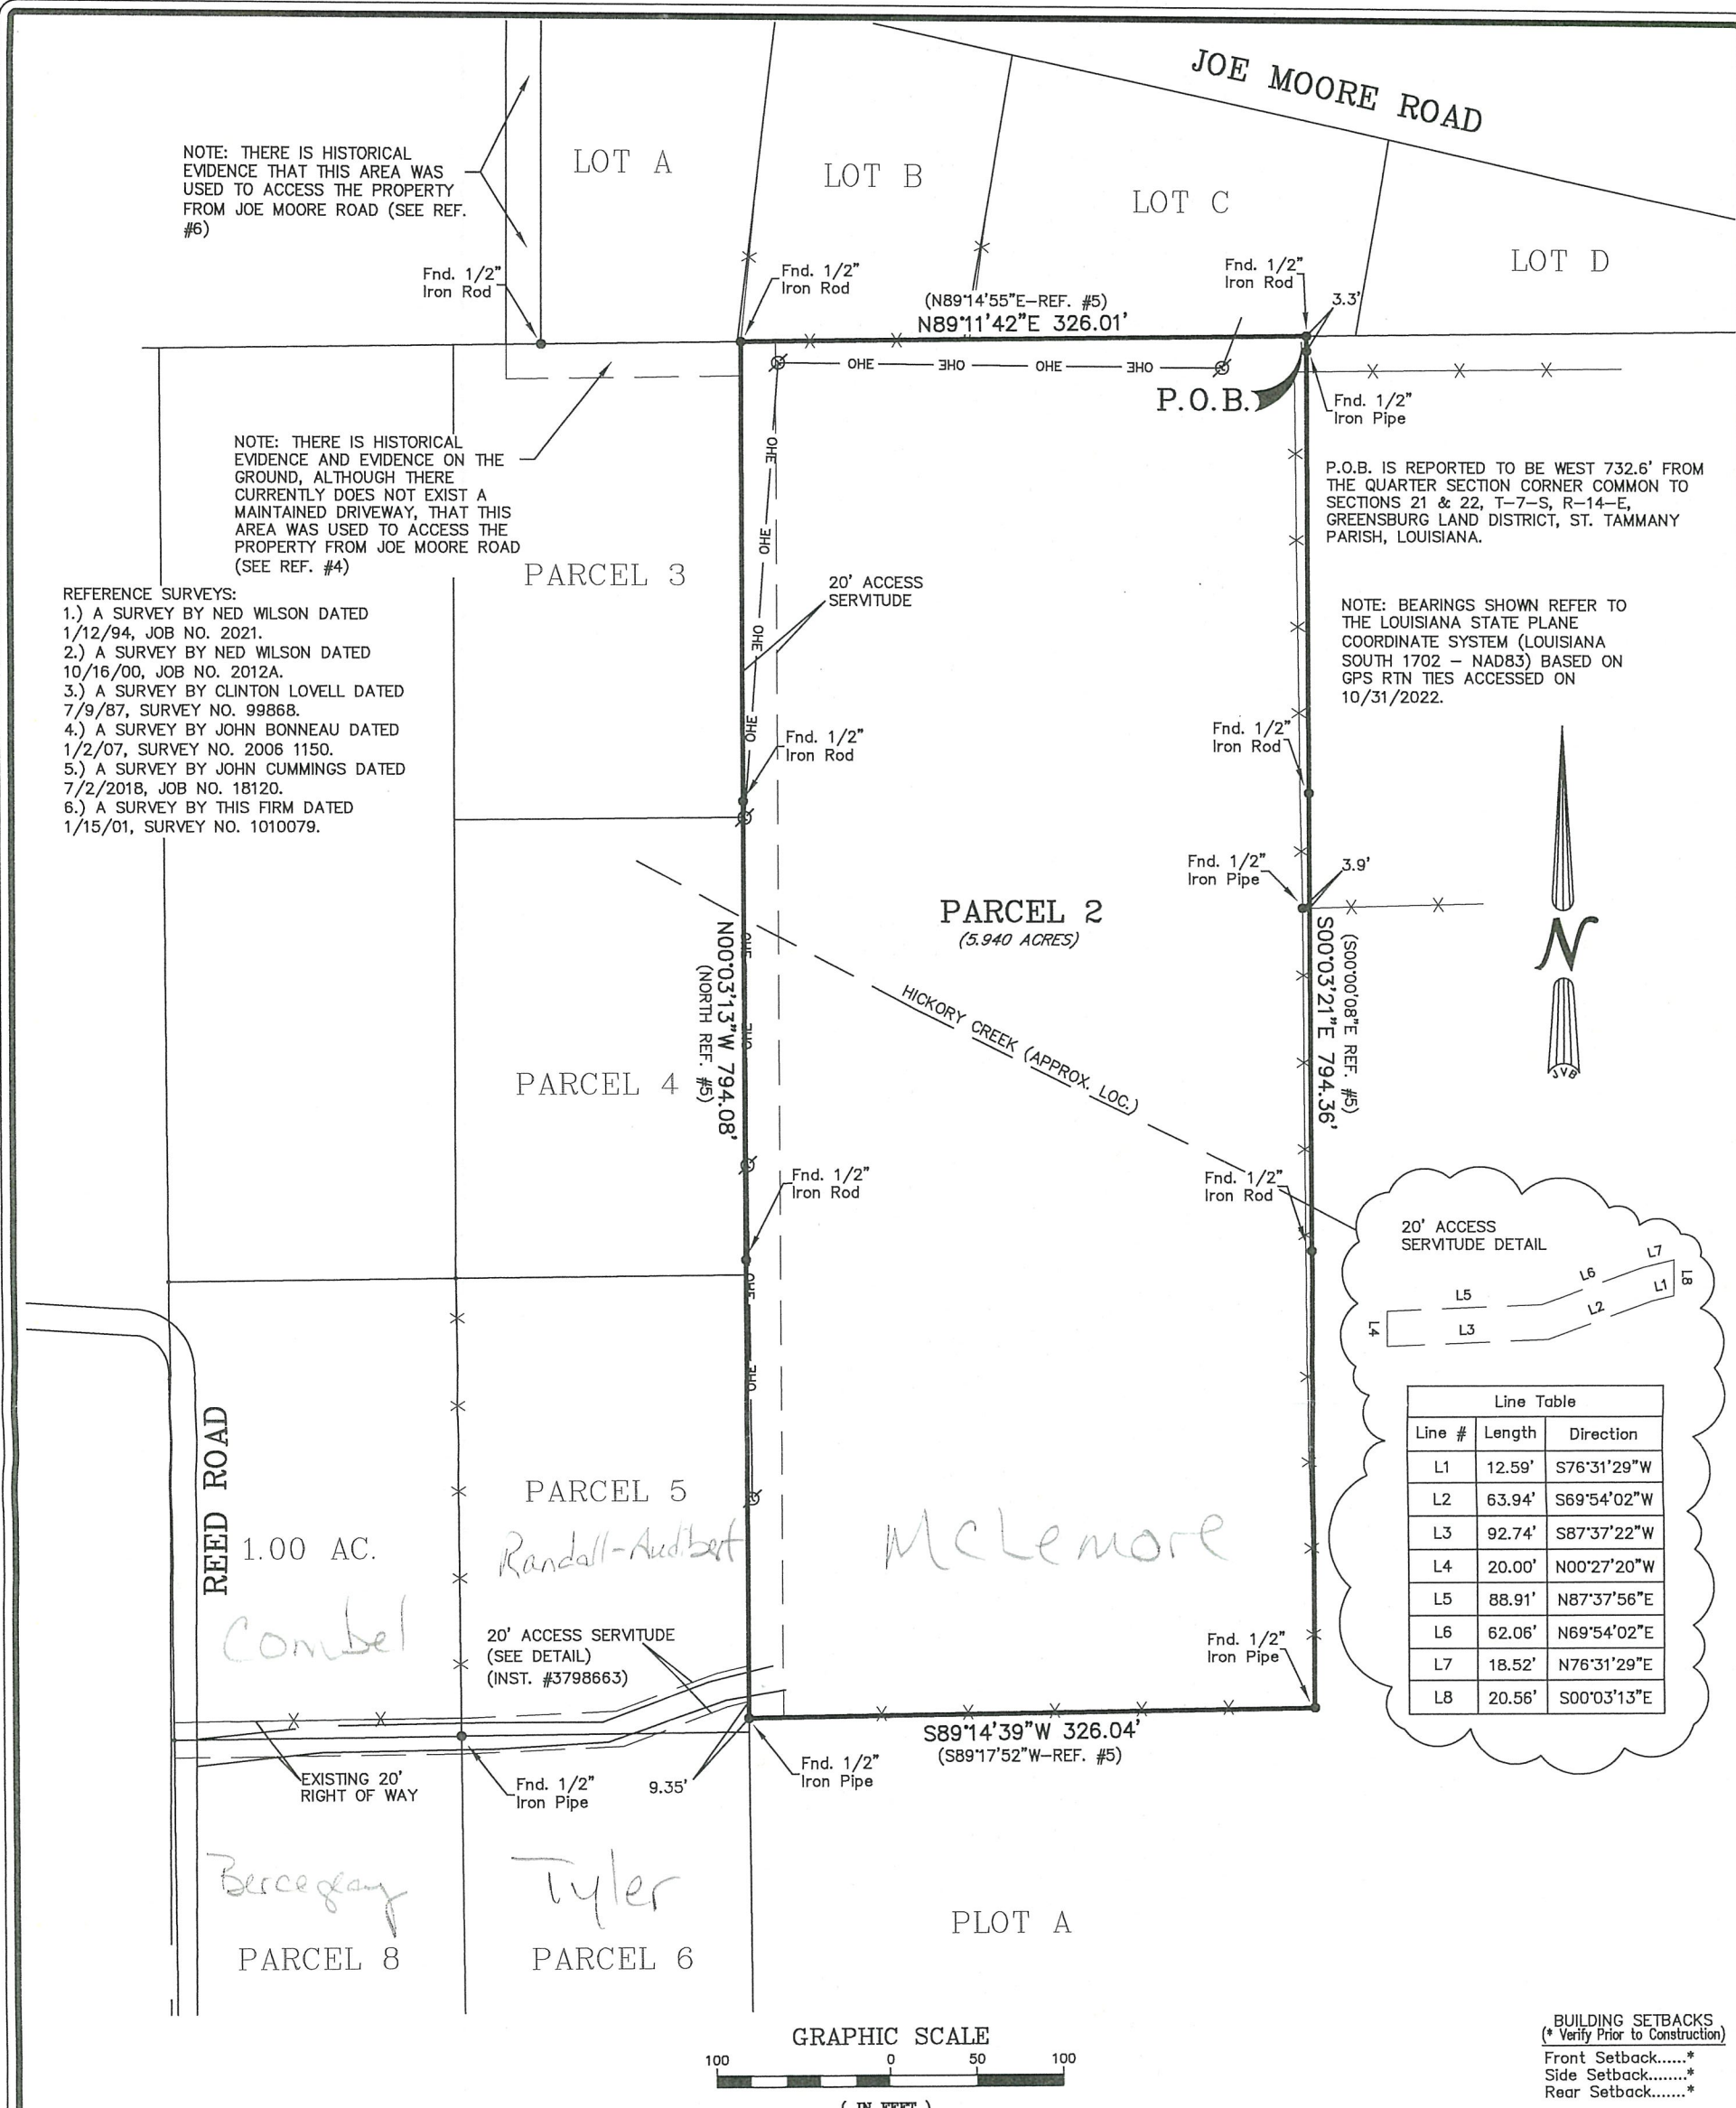 JOE MOORE ROAD
LOT A
LOT B
LOT C
LOT D
NOTE: THERE IS HISTORICAL
EVIDENCE THAT THIS AREA WAS
USED TO ACCESS THE PROPERTY
FROM JOE MOORE ROAD (SEE REF.
#6)
Fnd. 1/2"
Iron Rod
Fnd. 1/2"
Iron Rod
(N89°14'55"E-REF. #5)
N89°11'42"E 326.01'
Fnd. 1/2"
Iron Rod
3.3'
OHE
OHE
OHE
OHE
P.O.B.
Fnd. 1/2"
Iron Pipe
NOTE: THERE IS HISTORICAL
EVIDENCE AND EVIDENCE ON THE
GROUND, ALTHOUGH THERE
CURRENTLY DOES NOT EXIST A
MAINTAINED DRIVEWAY, THAT THIS
AREA WAS USED TO ACCESS THE
PROPERTY FROM JOE MOORE ROAD
(SEE REF. #4)
P.O.B. IS REPORTED TO BE WEST 732.6' FROM
THE QUARTER SECTION CORNER COMMON TO
SECTIONS 21 & 22, T-7-S, R-14-E,
GREENSBURG LAND DISTRICT, ST. TAMMANY
PARISH, LOUISIANA.
OHE
OHE
OHE
OHE
PARCEL 3
20' ACCESS
SERVITUDE
REFERENCE SURVEYS:
1.) A SURVEY BY NED WILSON DATED
1/12/94, JOB NO. 2021.
2.) A SURVEY BY NED WILSON DATED
10/16/00, JOB NO. 2012A.
3.) A SURVEY BY CLINTON LOVELL DATED
7/9/87, SURVEY NO. 99868.
4.) A SURVEY BY JOHN BONNEAU DATED
1/2/07, SURVEY NO. 2006 1150.
5.) A SURVEY BY JOHN CUMMINGS DATED
7/2/2018, JOB NO. 18120.
6.) A SURVEY BY THIS FIRM DATED
1/15/01, SURVEY NO. 1010079.
NOTE: BEARINGS SHOWN REFER TO
THE LOUISIANA STATE PLANE
COORDINATE SYSTEM (LOUISIANA
SOUTH 1702 - NAD83) BASED ON
GPS RTN TIES ACCESSED ON
10/31/2022.
Fnd. 1/2"
Iron Rod
Fnd. 1/2"
Iron Rod
Fnd. 1/2"
Iron Pipe
3.9'
PARCEL 2
(5.940 ACRES)
N
JVB
N00°03'13"W 794.08'
(NORTH REF. #5)
OHE
OHE
HICKORY CREEK (APPROX. LOC.)
(S00°00'08"E REF. #5)
S00°03'21"E 794.36'
PARCEL 4
Fnd. 1/2"
Iron Rod
Fnd. 1/2"
Iron Rod
OHE
OHE
20' ACCESS
SERVITUDE DETAIL
L7
L6
L1
L8
L5
L2
L4
L3
Line Table
Line # Length Direction
L1 12.59' S76°31'29"W
L2 63.94' S69°54'02"W
L3 92.74' S87°37'22"W
L4 20.00' N00°27'20"W
L5 88.91' N87°37'56"E
L6 62.06' N69°54'02"E
L7 18.52' N76°31'29"E
L8 20.56' S00°03'13"E
REED ROAD
1.00 AC.
Combel
PARCEL 5
Randall-Audibert
McLemore
20' ACCESS SERVITUDE
(SEE DETAIL)
(INST. #3798663)
Fnd. 1/2"
Iron Pipe
S89°14'39"W 326.04'
(S89°17'52"W-REF. #5)
EXISTING 20'
RIGHT OF WAY
Fnd. 1/2"
Iron Pipe
9.35'
Fnd. 1/2"
Iron Pipe
Bercegeay
PARCEL 8
Tyler
PARCEL 6
PLOT A
GRAPHIC SCALE
100 0 50 100
( IN FEET )
BUILDING SETBACKS
(* Verify Prior to Construction)
Front Setback......*
Side Setback........*
Rear Setback.......*